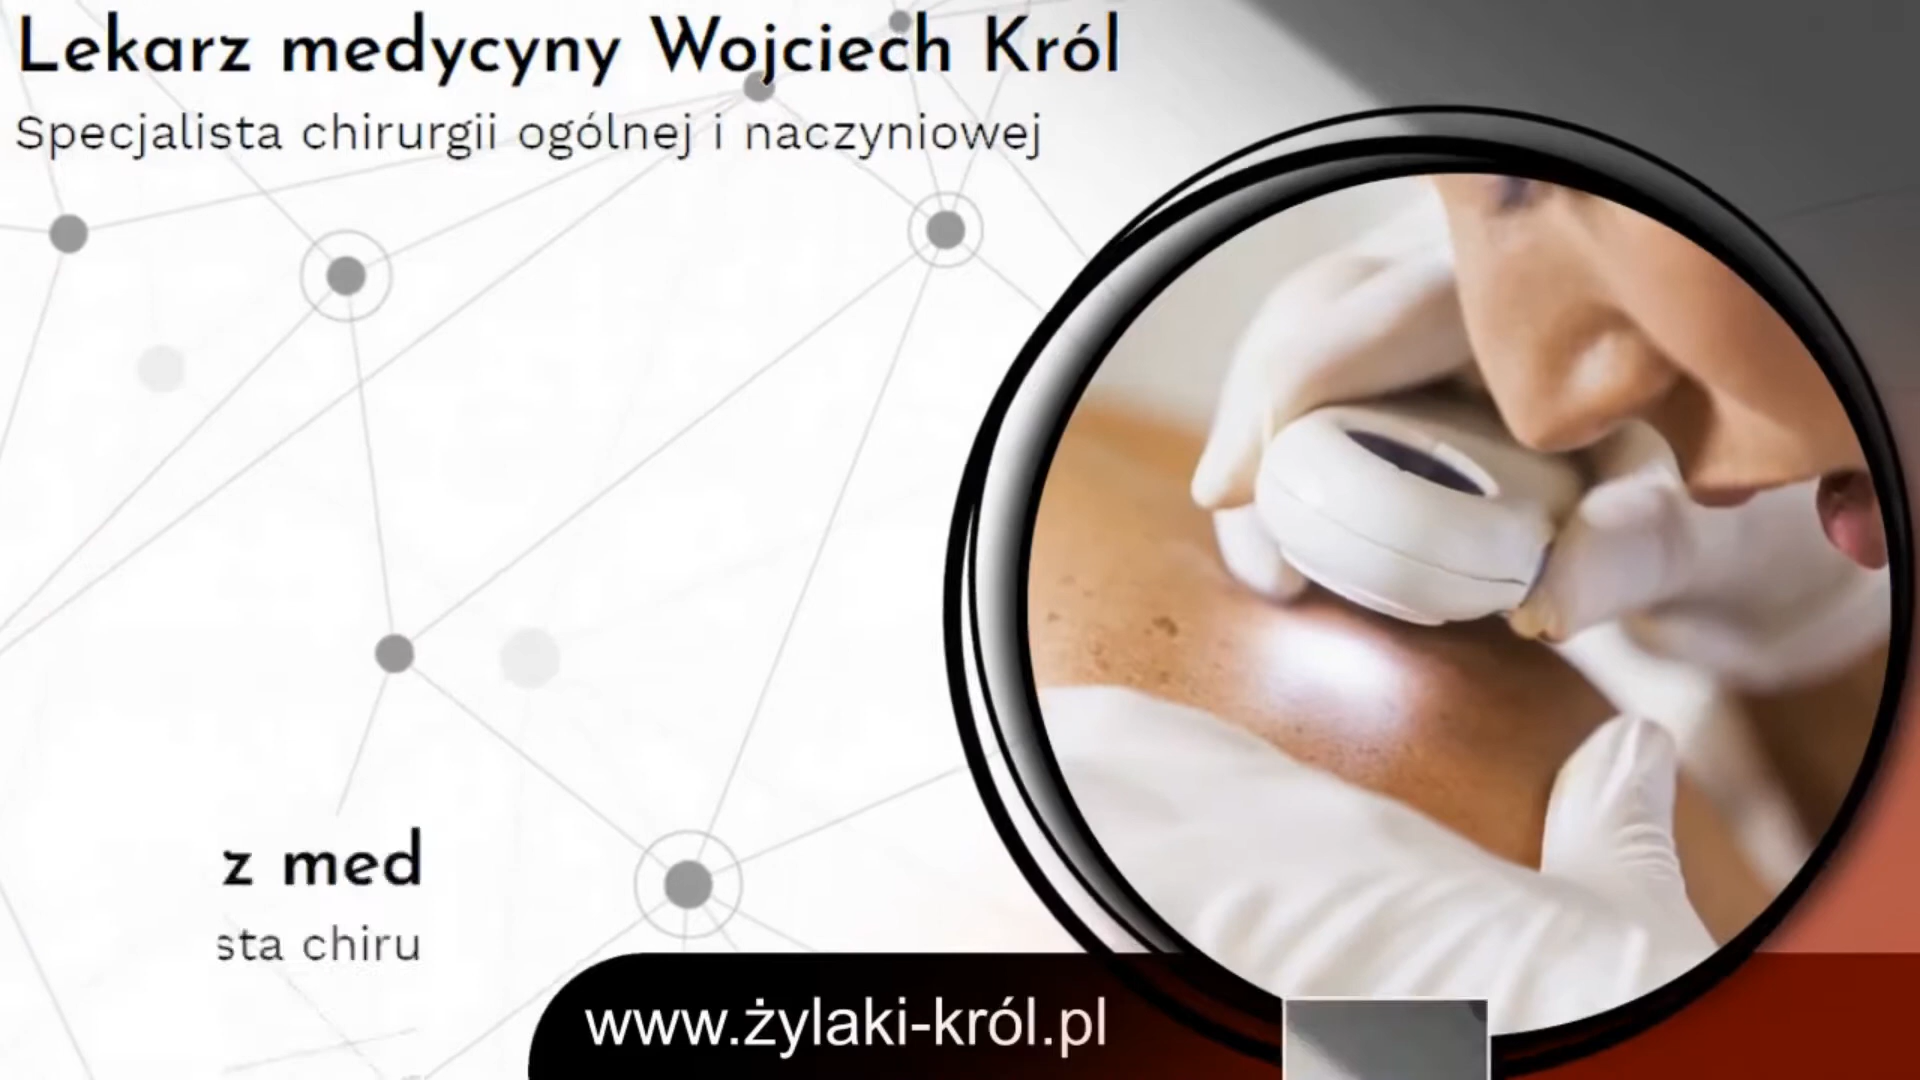 Lekarz medycyny Wojciech Król
Specjalista chirurgii ogólnej i naczyniowej
z med
sta chiru
www.żylaki-król.pl